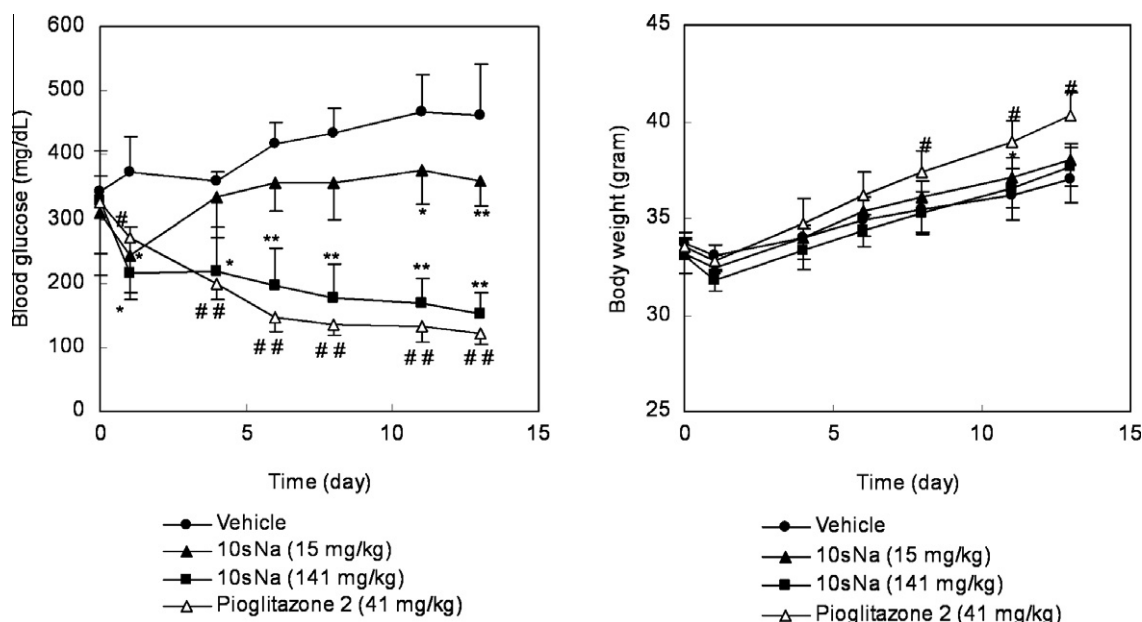 600
500
400
300
200
100
0
Blood glucose (mg/dL)
#
*
*
# #
*
**
# #
**
# #
*
**
# #
**
**
# #
0 5 10 15
Time (day)
Vehicle
10sNa (15 mg/kg)
10sNa (141 mg/kg)
Pioglitazone 2 (41 mg/kg)
45
40
35
30
25
Body weight (gram)
#
#
*
#
0 5 10 15
Time (day)
Vehicle
10sNa (15 mg/kg)
10sNa (141 mg/kg)
Pioglitazone 2 (41 mg/kg)